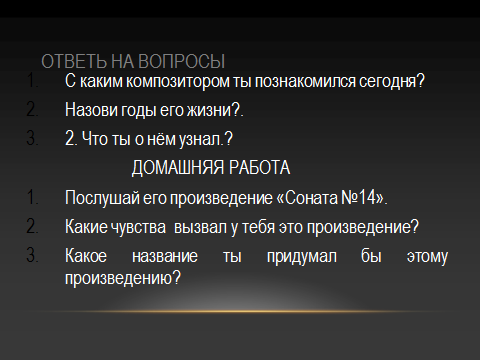 ОТВЕТЬ НА ВОПРОСЫ
1. С каким композитором ты познакомился сегодня?
2. Назови годы его жизни?.
3. 2. Что ты о нём узнал.?
ДОМАШНЯЯ РАБОТА
1. Послушай его произведение «Соната №14».
2. Какие чувства вызвал у тебя это произведение?
3. Какое название ты придумал бы этому
произведению?